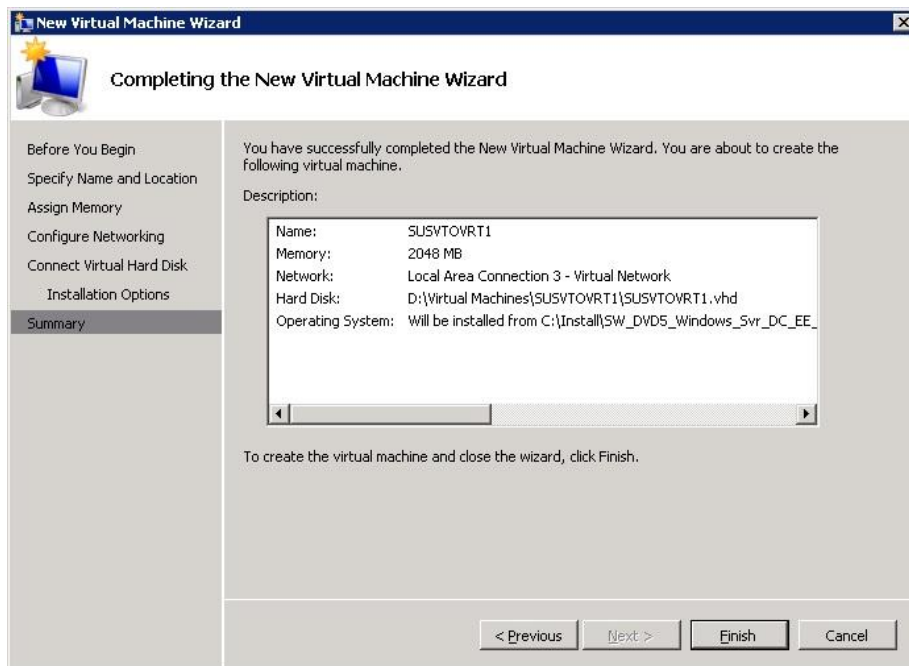 New Virtual Machine Wizard
Completing the New Virtual Machine Wizard
Before You Begin
Specify Name and Location
Assign Memory
Configure Networking
Connect Virtual Hard Disk
Installation Options
Summary
You have successfully completed the New Virtual Machine Wizard. You are about to create the
following virtual machine.
Description:
Name: SUSVTOVRT1
Memory: 2048 MB
Network: Local Area Connection 3 - Virtual Network
Hard Disk: D:\Virtual Machines\SUSVTOVRT1\SUSVTOVRT1.vhd
Operating System: Will be installed from C:\Install\SW_DVD5_Windows_Svr_DC_EE_
To create the virtual machine and close the wizard, click Finish.
< Previous Next > Finish Cancel